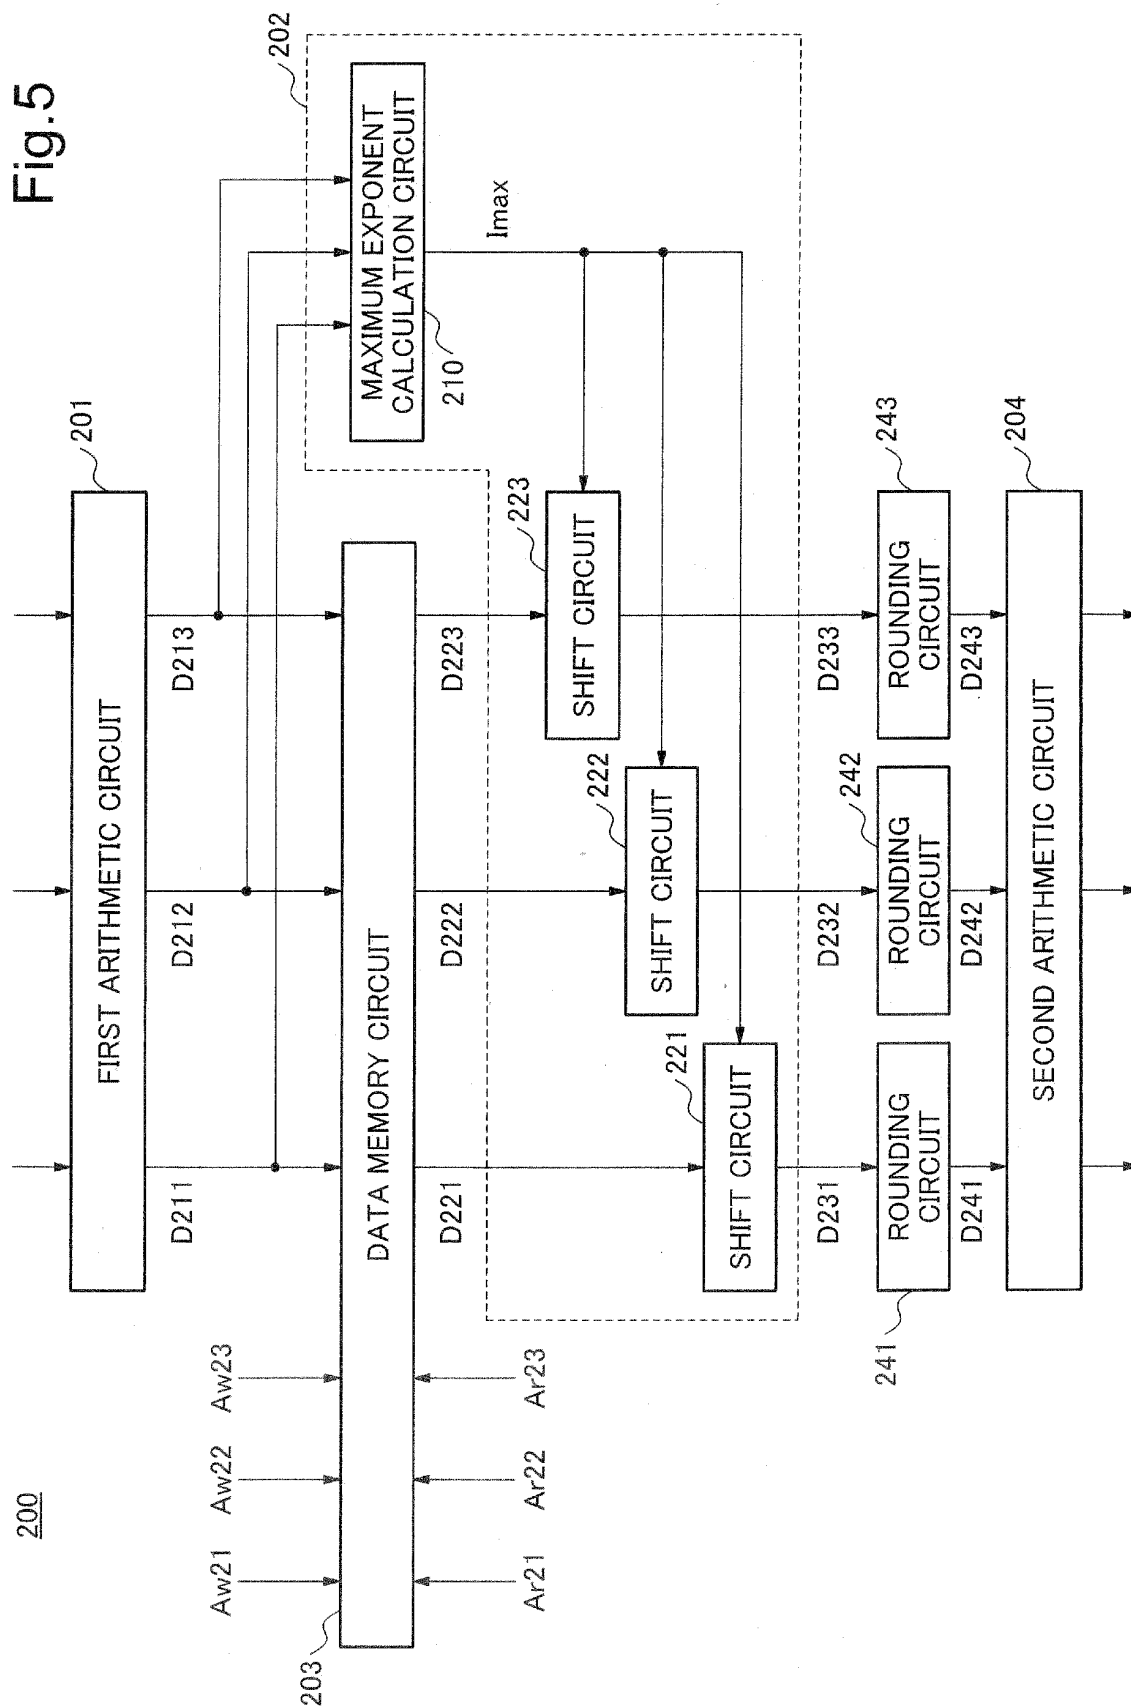 Fig.5
200
201
FIRST ARITHMETIC CIRCUIT
D211
D212
D213
202
MAXIMUM EXPONENT
CALCULATION CIRCUIT
210
Imax
Aw21
Aw22
Aw23
203
DATA MEMORY CIRCUIT
Ar21
Ar22
Ar23
D221
D222
D223
223
SHIFT CIRCUIT
222
SHIFT CIRCUIT
221
SHIFT CIRCUIT
D231
D232
D233
241
ROUNDING
CIRCUIT
242
ROUNDING
CIRCUIT
243
ROUNDING
CIRCUIT
D241
D242
D243
204
SECOND ARITHMETIC CIRCUIT